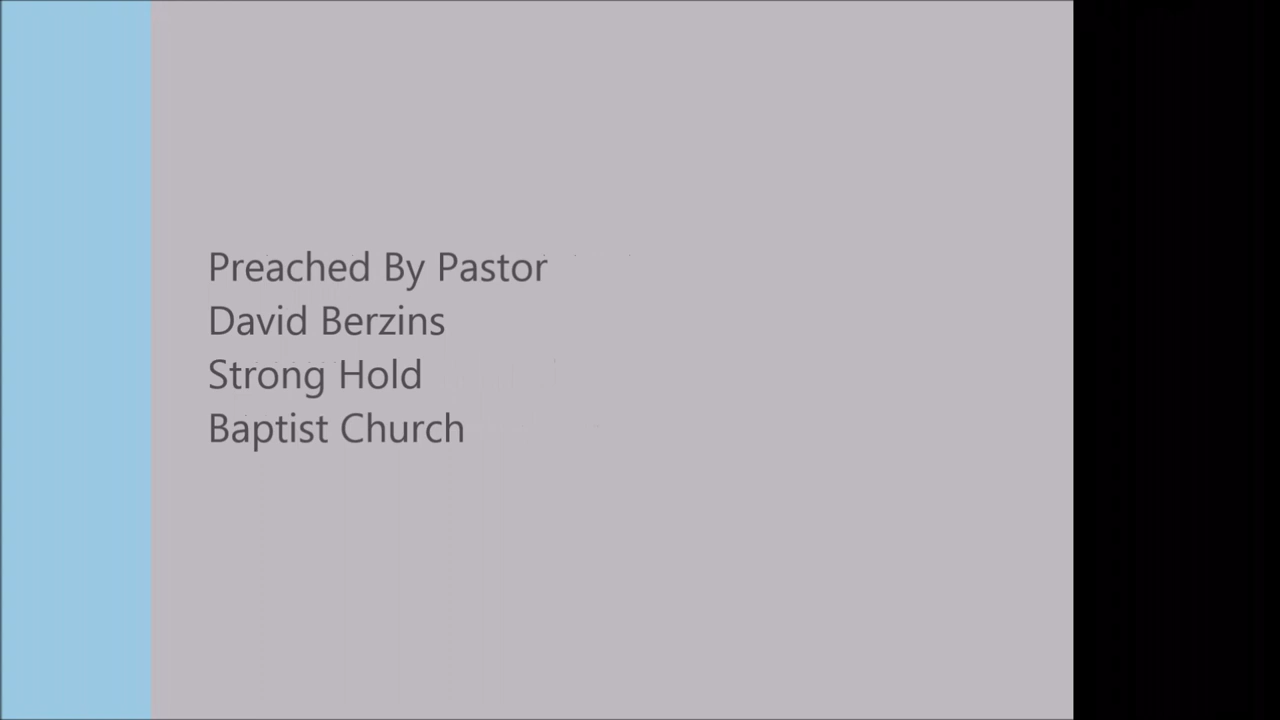 Preached By Pastor
David Berzins
Strong Hold
Baptist Church